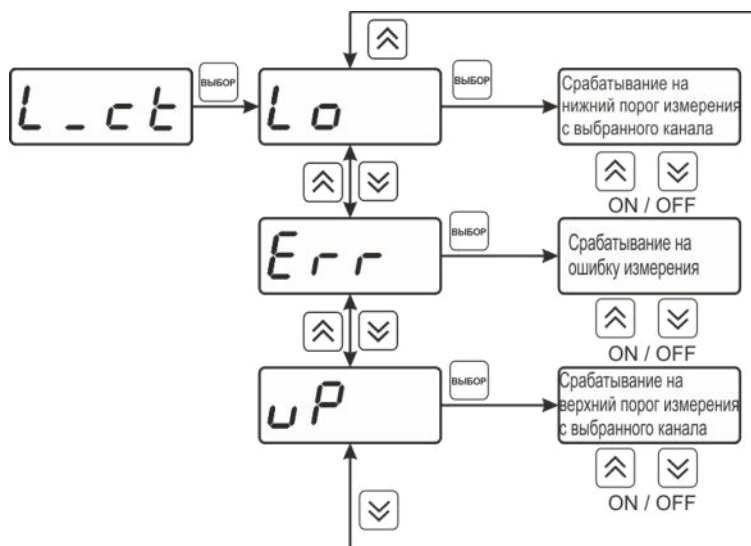 L_ct
ВЫБОР
Lo
ВЫБОР
Срабатывание на
нижний порог измерения
с выбранного канала
ON / OFF
Err
ВЫБОР
Срабатывание на
ошибку измерения
ON / OFF
uP
ВЫБОР
Срабатывание на
верхний порог измерения
с выбранного канала
ON / OFF